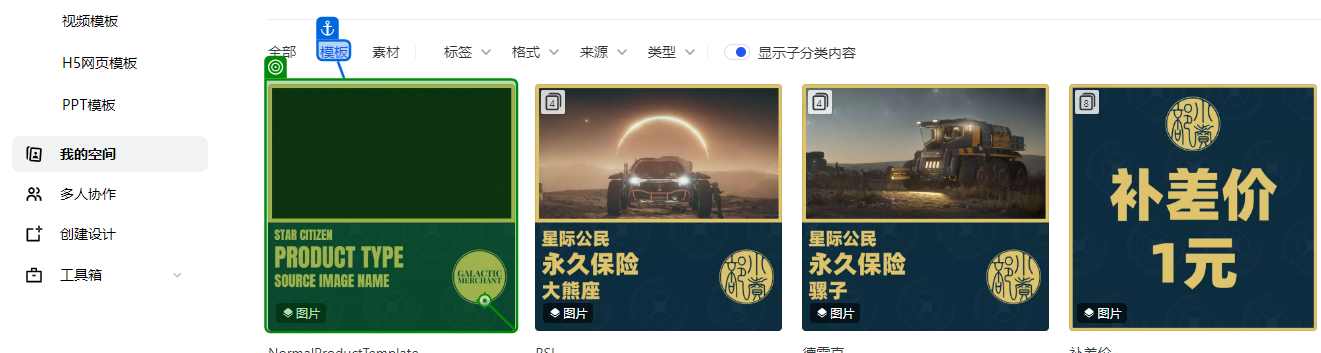 视频模板
H5网页模板
PPT模板
我的空间
多人协作
创建设计
工具箱
全部 模板 素材 标签 格式 来源 类型 显示子分类内容
STAR CITIZEN
PRODUCT TYPE
SOURCE IMAGE NAME
GALACTIC
MERCHANT
图片
NormalProductTemplate
4
星际公民
永久保险
大熊座
图片
RSI
4
星际公民
永久保险
骡子
图片
德雷克
8
补差价
1元
图片
补差价